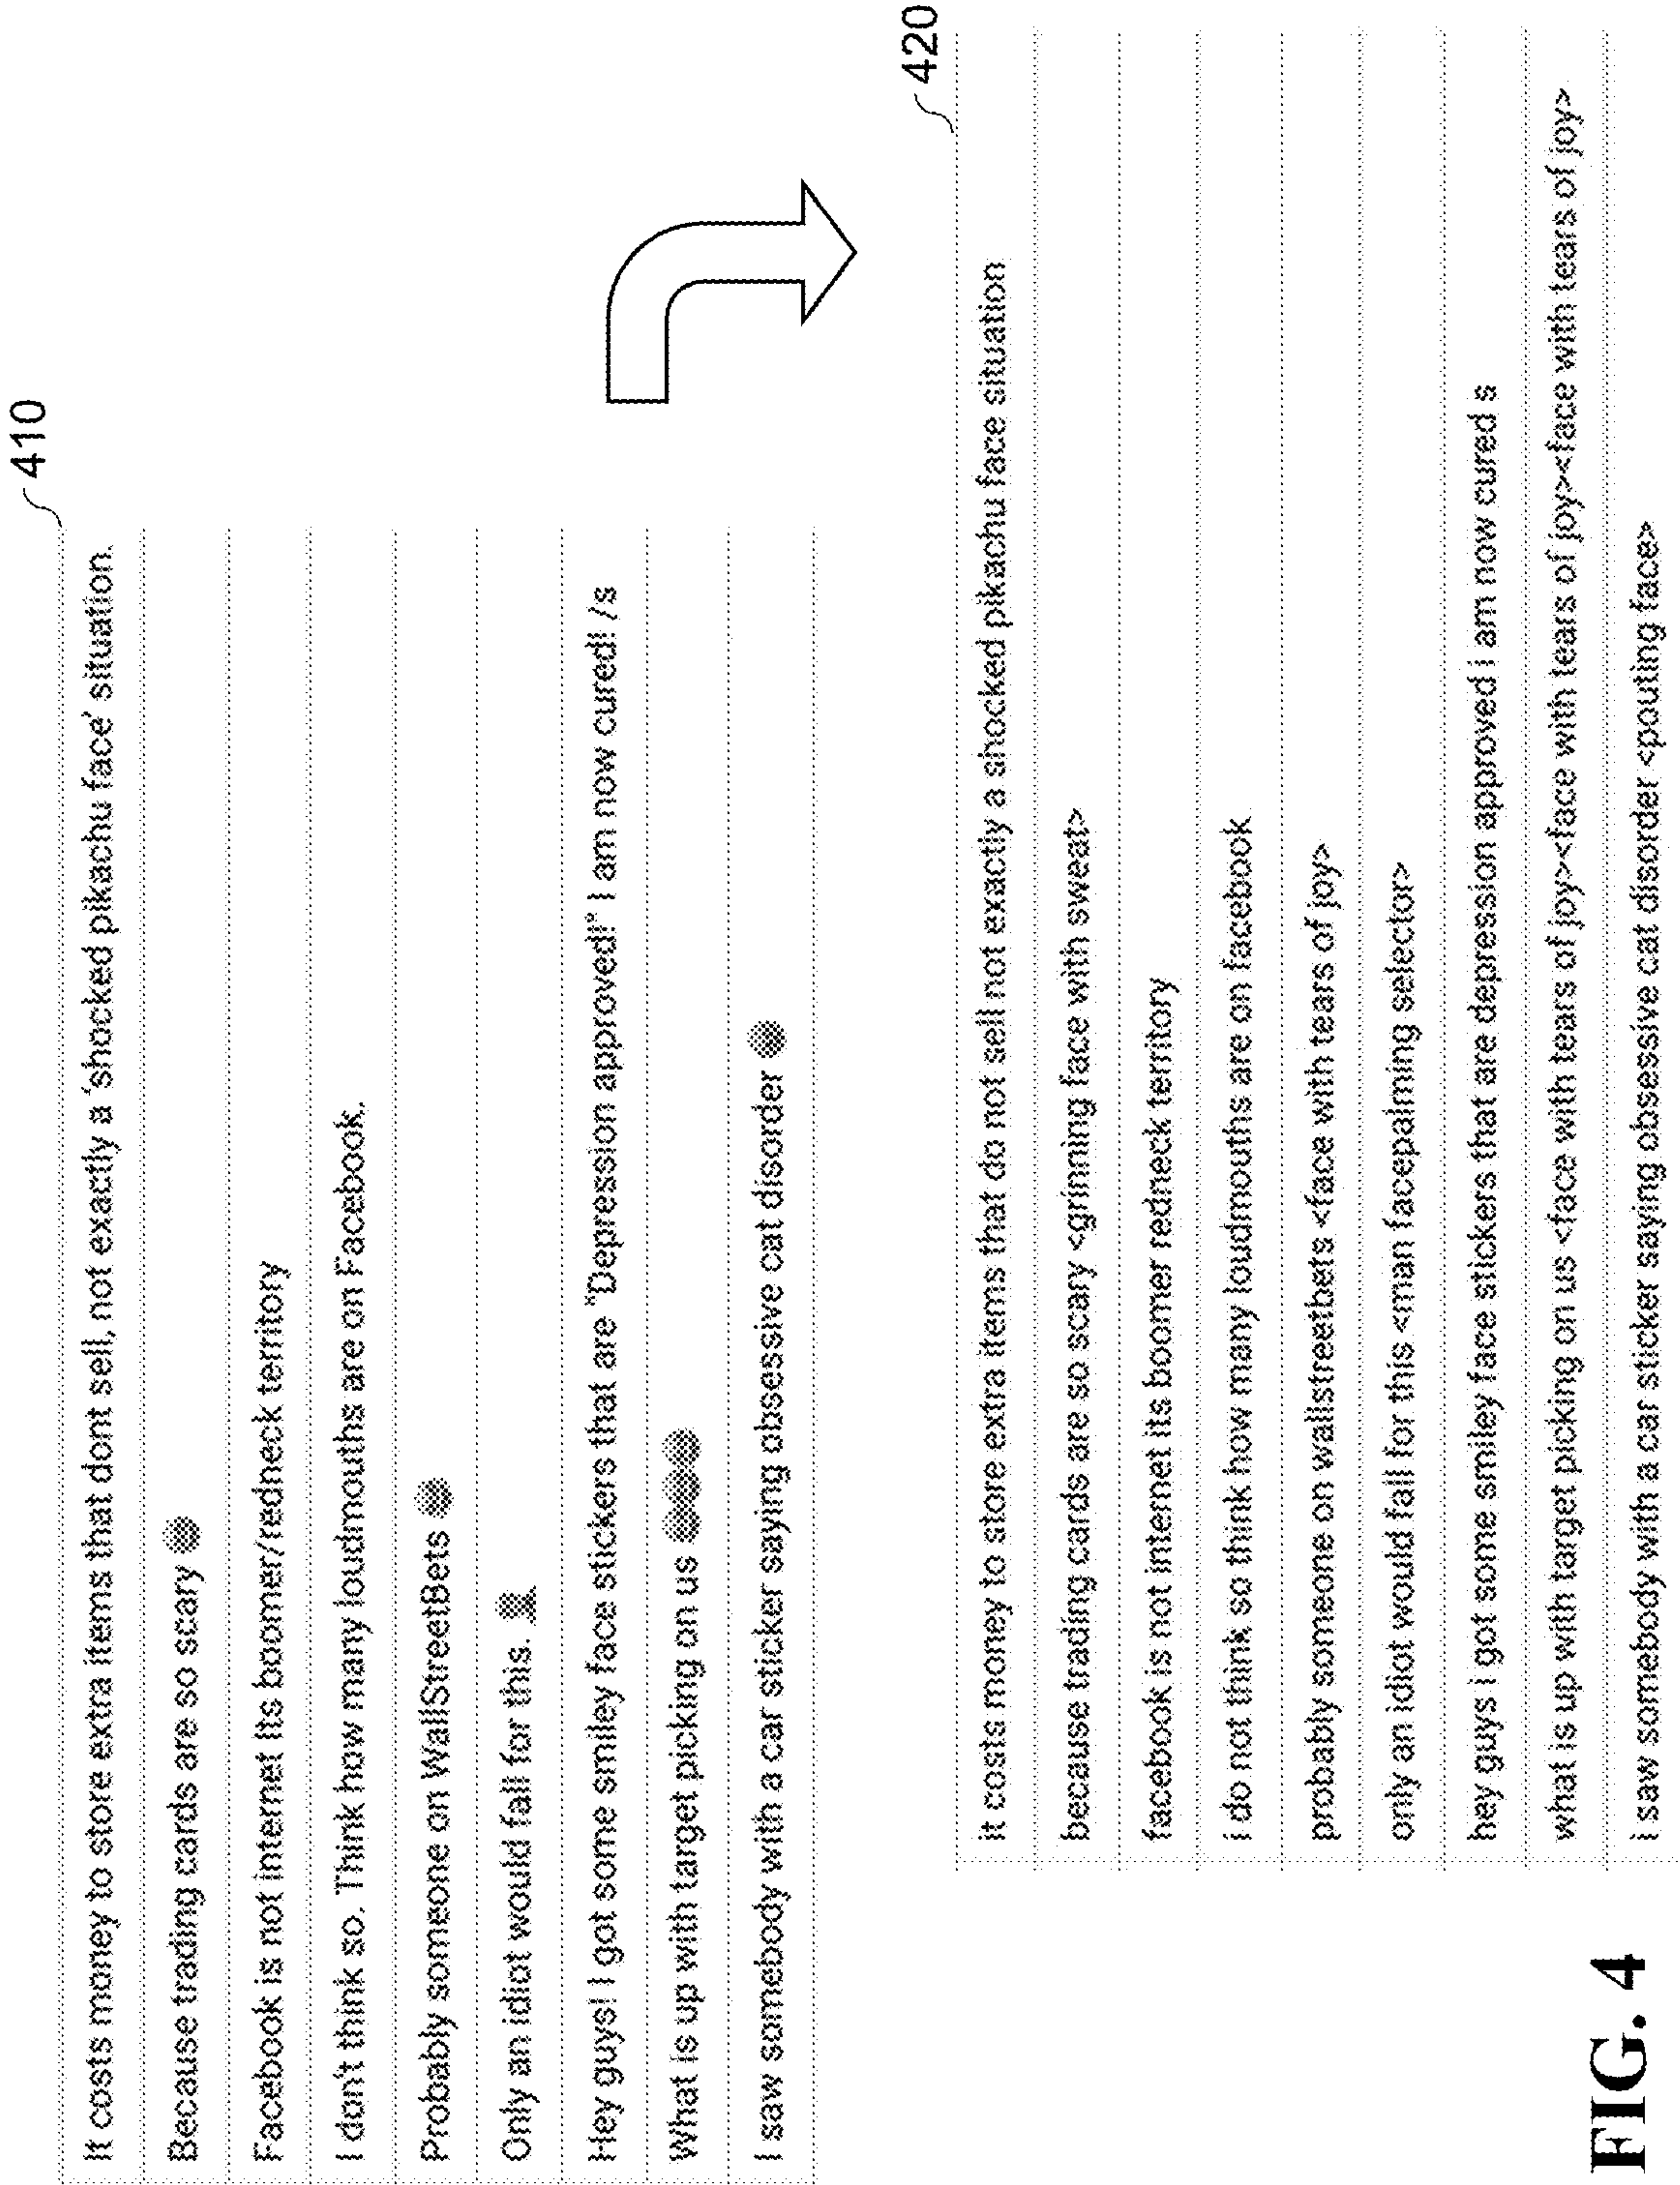 410
It costs money to store extra items that dont sell, not exactly a 'shocked pikachu face' situation.
Because trading cards are so scary
Facebook is not internet Its boomer/redneck territory
I don't think so. Think how many loudmouths are on Facebook.
Probably someone on WallStreetBets
Only an idiot would fall for this.
Hey guys! I got some smiley face stickers that are "Depression approved!" I am now cured! /s
What is up with target picking on us
I saw somebody with a car sticker saying obsessive cat disorder
420
it costs money to store extra items that do not sell not exactly a shocked pikachu face situation
because trading cards are so scary <grinning face with sweat>
facebook is not internet its boomer redneck territory
i do not think so think how many loudmouths are on facebook
probably someone on wallstreetbets <face with tears of joy>
only an idiot would fall for this <man facepalming selector>
hey guys i got some smiley face stickers that are depression approved i am now cured s
what is up with target picking on us <face with tears of joy><face with tears of joy><face with tears of joy>
i saw somebody with a car sticker saying obsessive cat disorder <pouting face>
FIG. 4